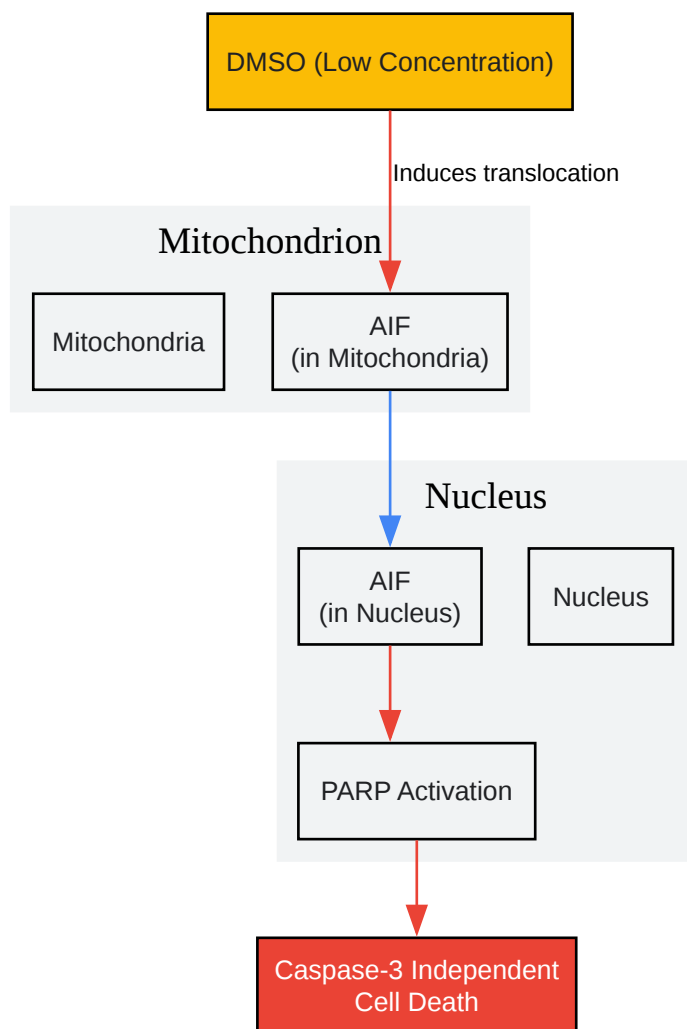 DMSO (Low Concentration)
Induces translocation
Mitochondrion
Mitochondria
AIF
(in Mitochondria)
Nucleus
AIF
(in Nucleus)
Nucleus
PARP Activation
Caspase-3 Independent
Cell Death